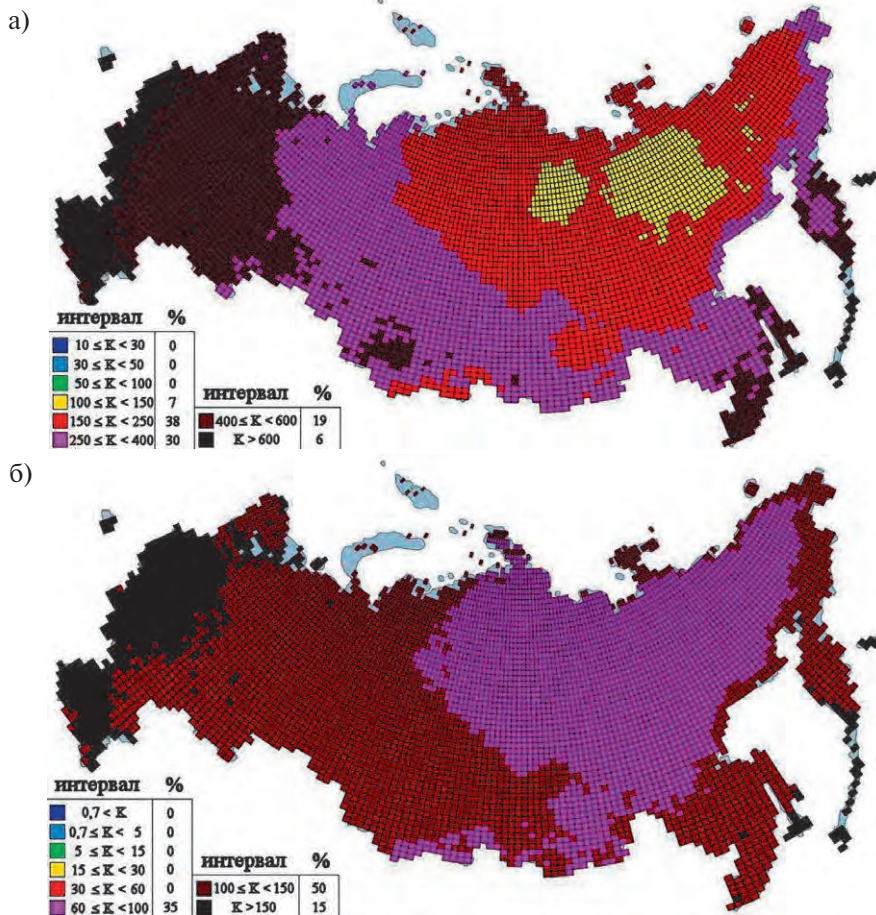 а)
интервал %
10 ≤ K < 30 0
30 ≤ K < 50 0
50 ≤ K < 100 0
100 ≤ K < 150 7
150 ≤ K < 250 38
250 ≤ K < 400 30
интервал %
400 ≤ K < 600 19
K > 600 6
б)
интервал %
0,7 < K 0
0,7 ≤ K < 5 0
5 ≤ K < 15 0
15 ≤ K < 30 0
30 ≤ K < 60 0
60 ≤ K < 100 35
интервал %
100 ≤ K < 150 50
K > 150 15